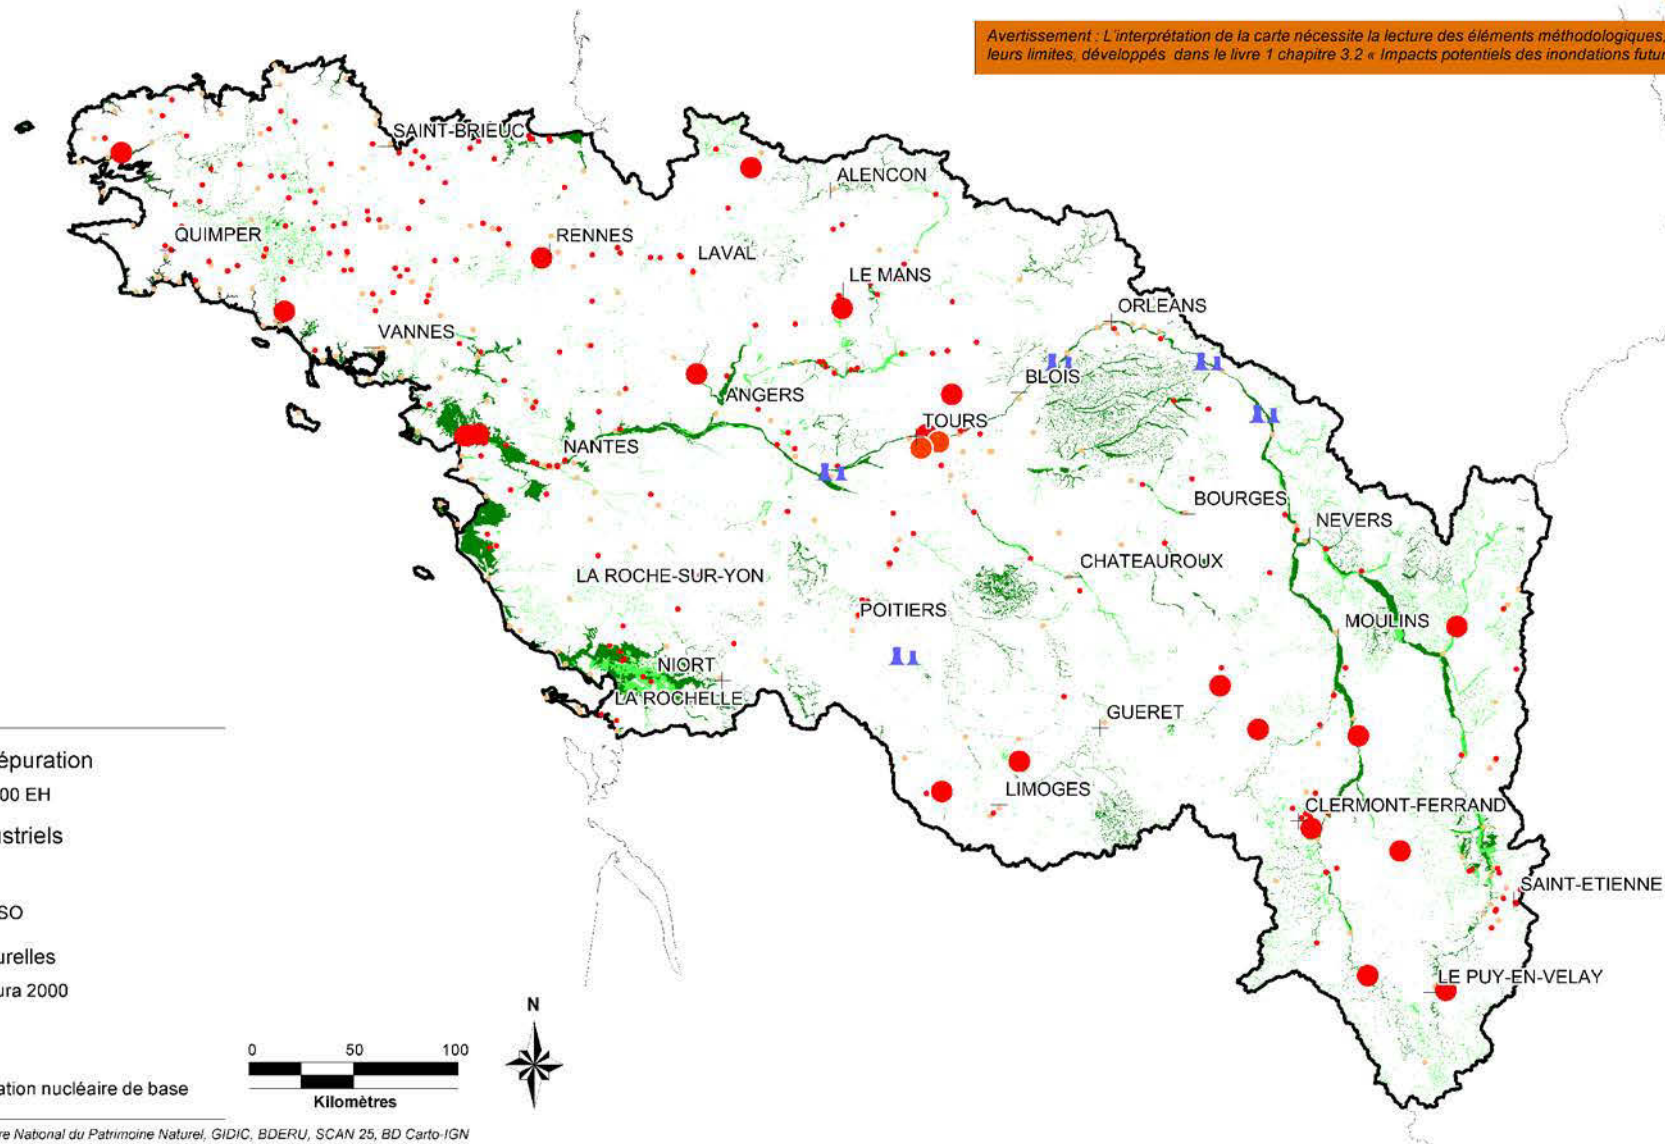 Avertissement : L'interprétation de la carte nécessite la lecture des éléments méthodologiques,
leurs limites, développés dans le livre 1 chapitre 3.2 « Impacts potentiels des inondations futur
SAINT-BRIEUC
ALENCON
QUIMPER
RENNES
LAVAL
LE MANS
ORLEANS
VANNES
BLOIS
ANGERS
TOURS
NANTES
BOURGES
NEVERS
CHATEAUROUX
LA ROCHE-SUR-YON
POITIERS
MOULINS
NIORT
LA ROCHELLE
GUERET
LIMOGES
CLERMONT-FERRAND
SAINT-ETIENNE
LE PUY-EN-VELAY
épuration
00 EH
ustriels
SO
urelles
ura 2000
ation nucléaire de base
N
0 50 100
Kilomètres
re National du Patrimoine Naturel, GIDIC, BDERU, SCAN 25, BD Carto-IGN